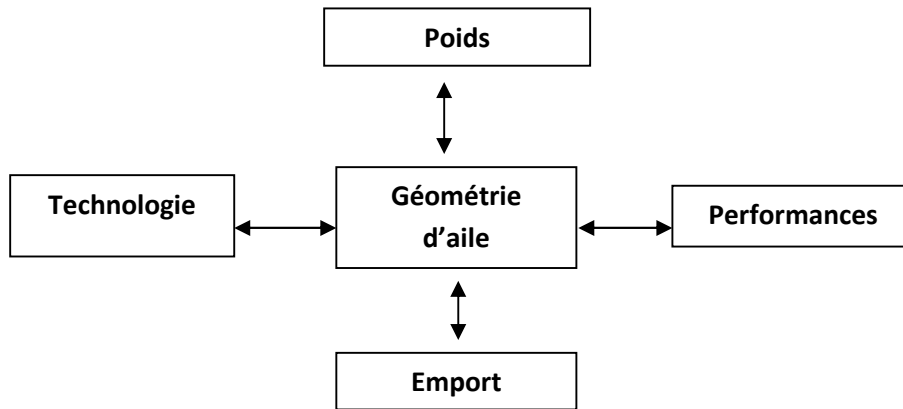 Poids
Technologie
Géométrie
d’aile
Performances
Emport